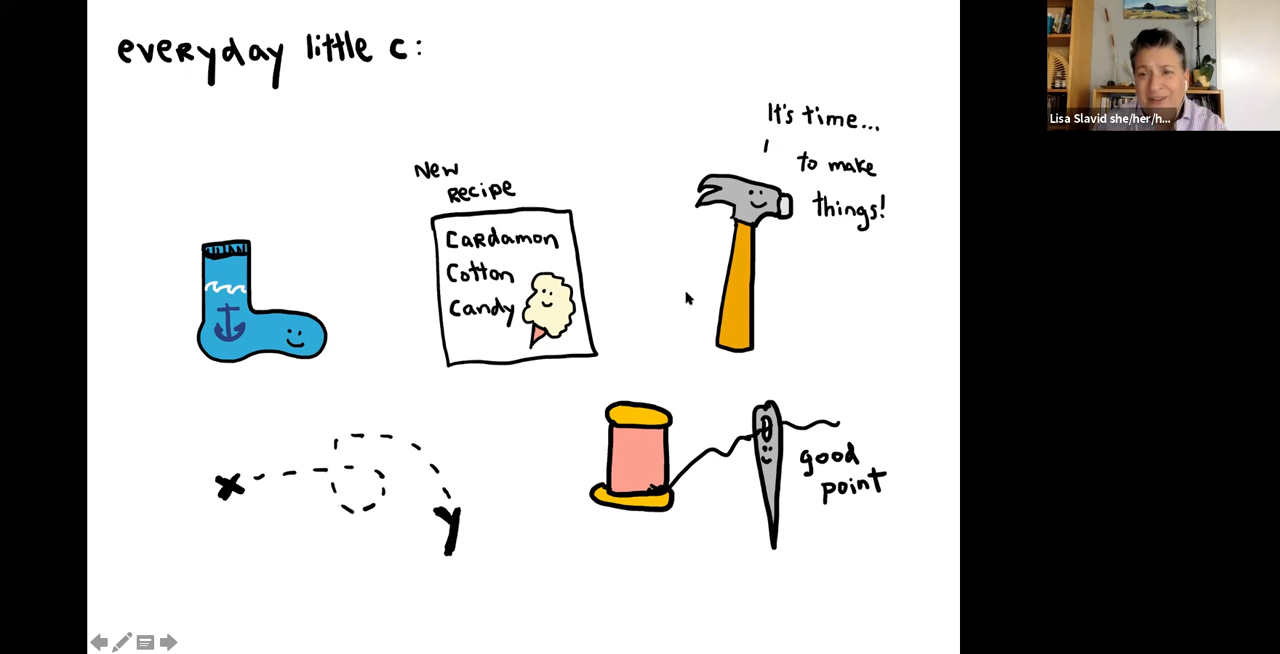 everyday little c:
Lisa Slavid she/her/h...
It's time...
to make
things!
New
Recipe
Cardamon
Cotton
Candy
x
y
good
point